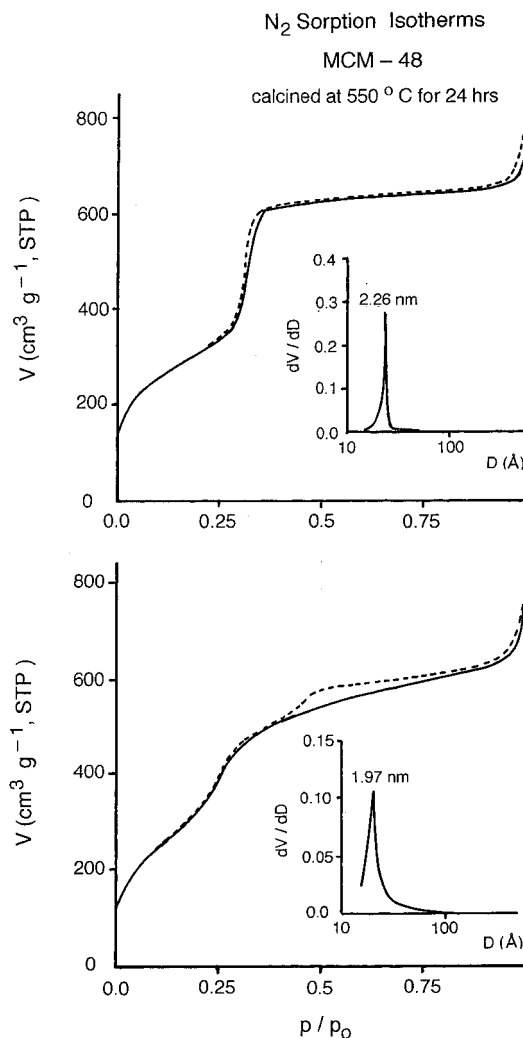 N₂ Sorption Isotherms
MCM – 48
calcined at 550 °C for 24 hrs
V (cm³ g⁻¹, STP)
800
600
400
200
0
0.0
0.25
0.5
0.75
dV / dD
0.4
0.3
0.2
0.1
0.0
2.26 nm
10
100
D (Å)
V (cm³ g⁻¹, STP)
800
600
400
200
0
0.0
0.25
0.5
0.75
p / p₀
dV / dD
0.15
0.10
0.05
0.0
1.97 nm
10
100
D (Å)